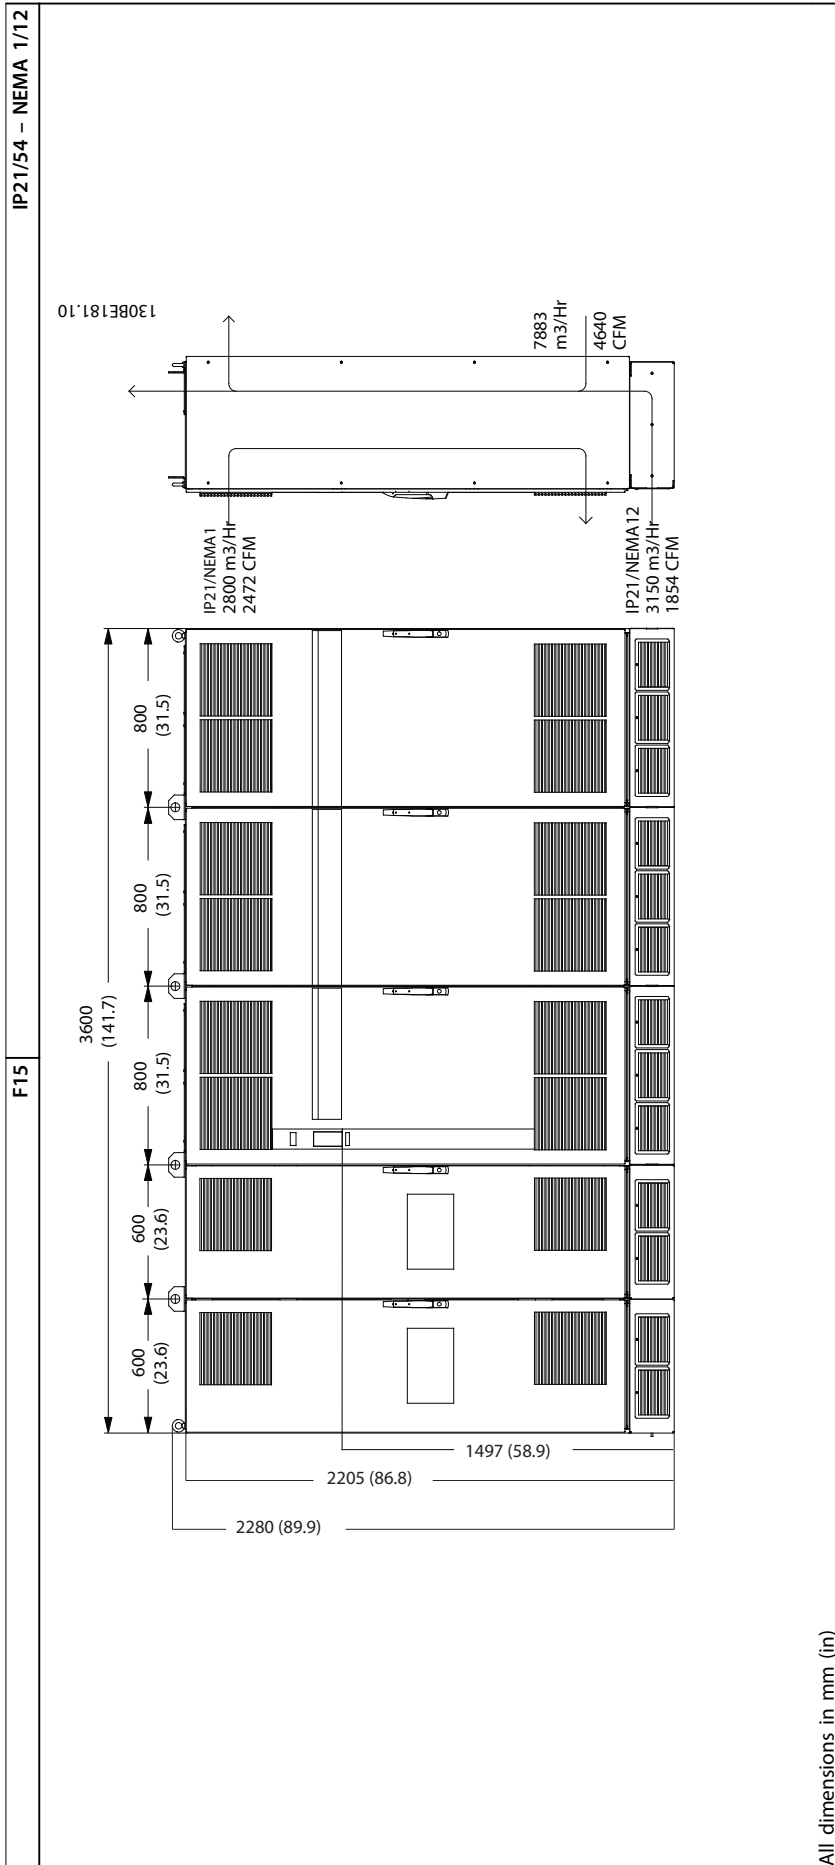 F15
IP21/54 – NEMA 1/12
130BE181.10
3600
(141.7)
600
(23.6)
600
(23.6)
800
(31.5)
800
(31.5)
800
(31.5)
IP21/NEMA1
2800 m3/Hr
2472 CFM
7883
m3/Hr
4640
CFM
IP21/NEMA12
3150 m3/Hr
1854 CFM
1497 (58.9)
2205 (86.8)
2280 (89.9)
All dimensions in mm (in)